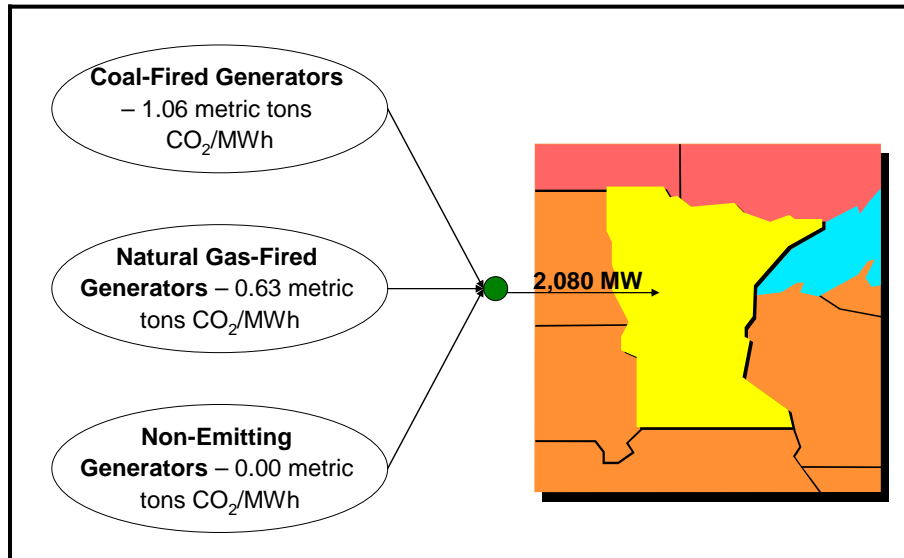 Coal-Fired Generators
– 1.06 metric tons
CO₂/MWh
Natural Gas-Fired
Generators – 0.63 metric
tons CO₂/MWh
2,080 MW
Non-Emitting
Generators – 0.00 metric
tons CO₂/MWh